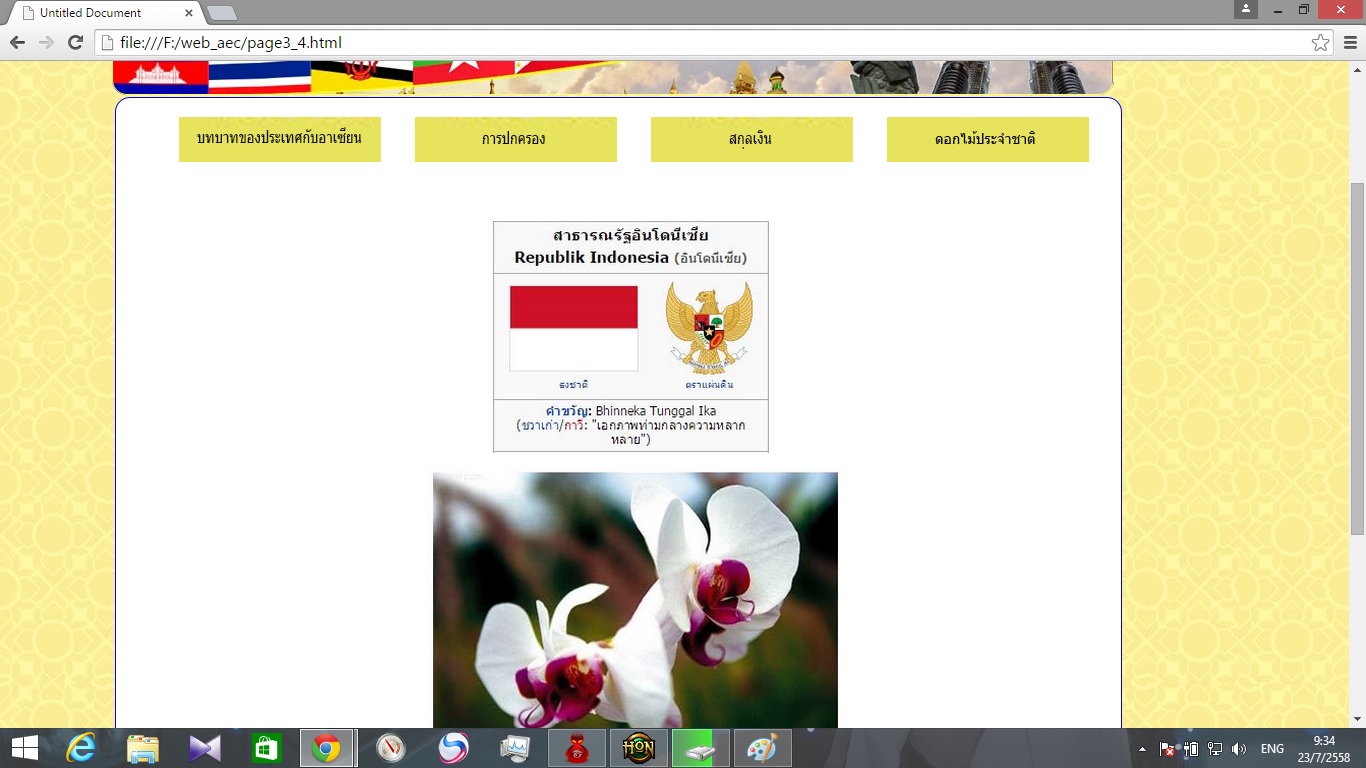 Untitled Document
file:///F:/web_aec/page3_4.html
บทบาทของประเทศกับอาเซียน
การปกครอง
สกุลเงิน
ดอกไม้ประจำชาติ
สาธารณรัฐอินโดนีเซีย
Republik Indonesia (อินโดนีเซีย)
ธงชาติ
ตราแผ่นดิน
คำขวัญ: Bhinneka Tunggal Ika
(ชวาเก่า/กาวี: "เอกภาพท่ามกลางความหลาก
หลาย")
HON
ENG
9:34
23/7/2558